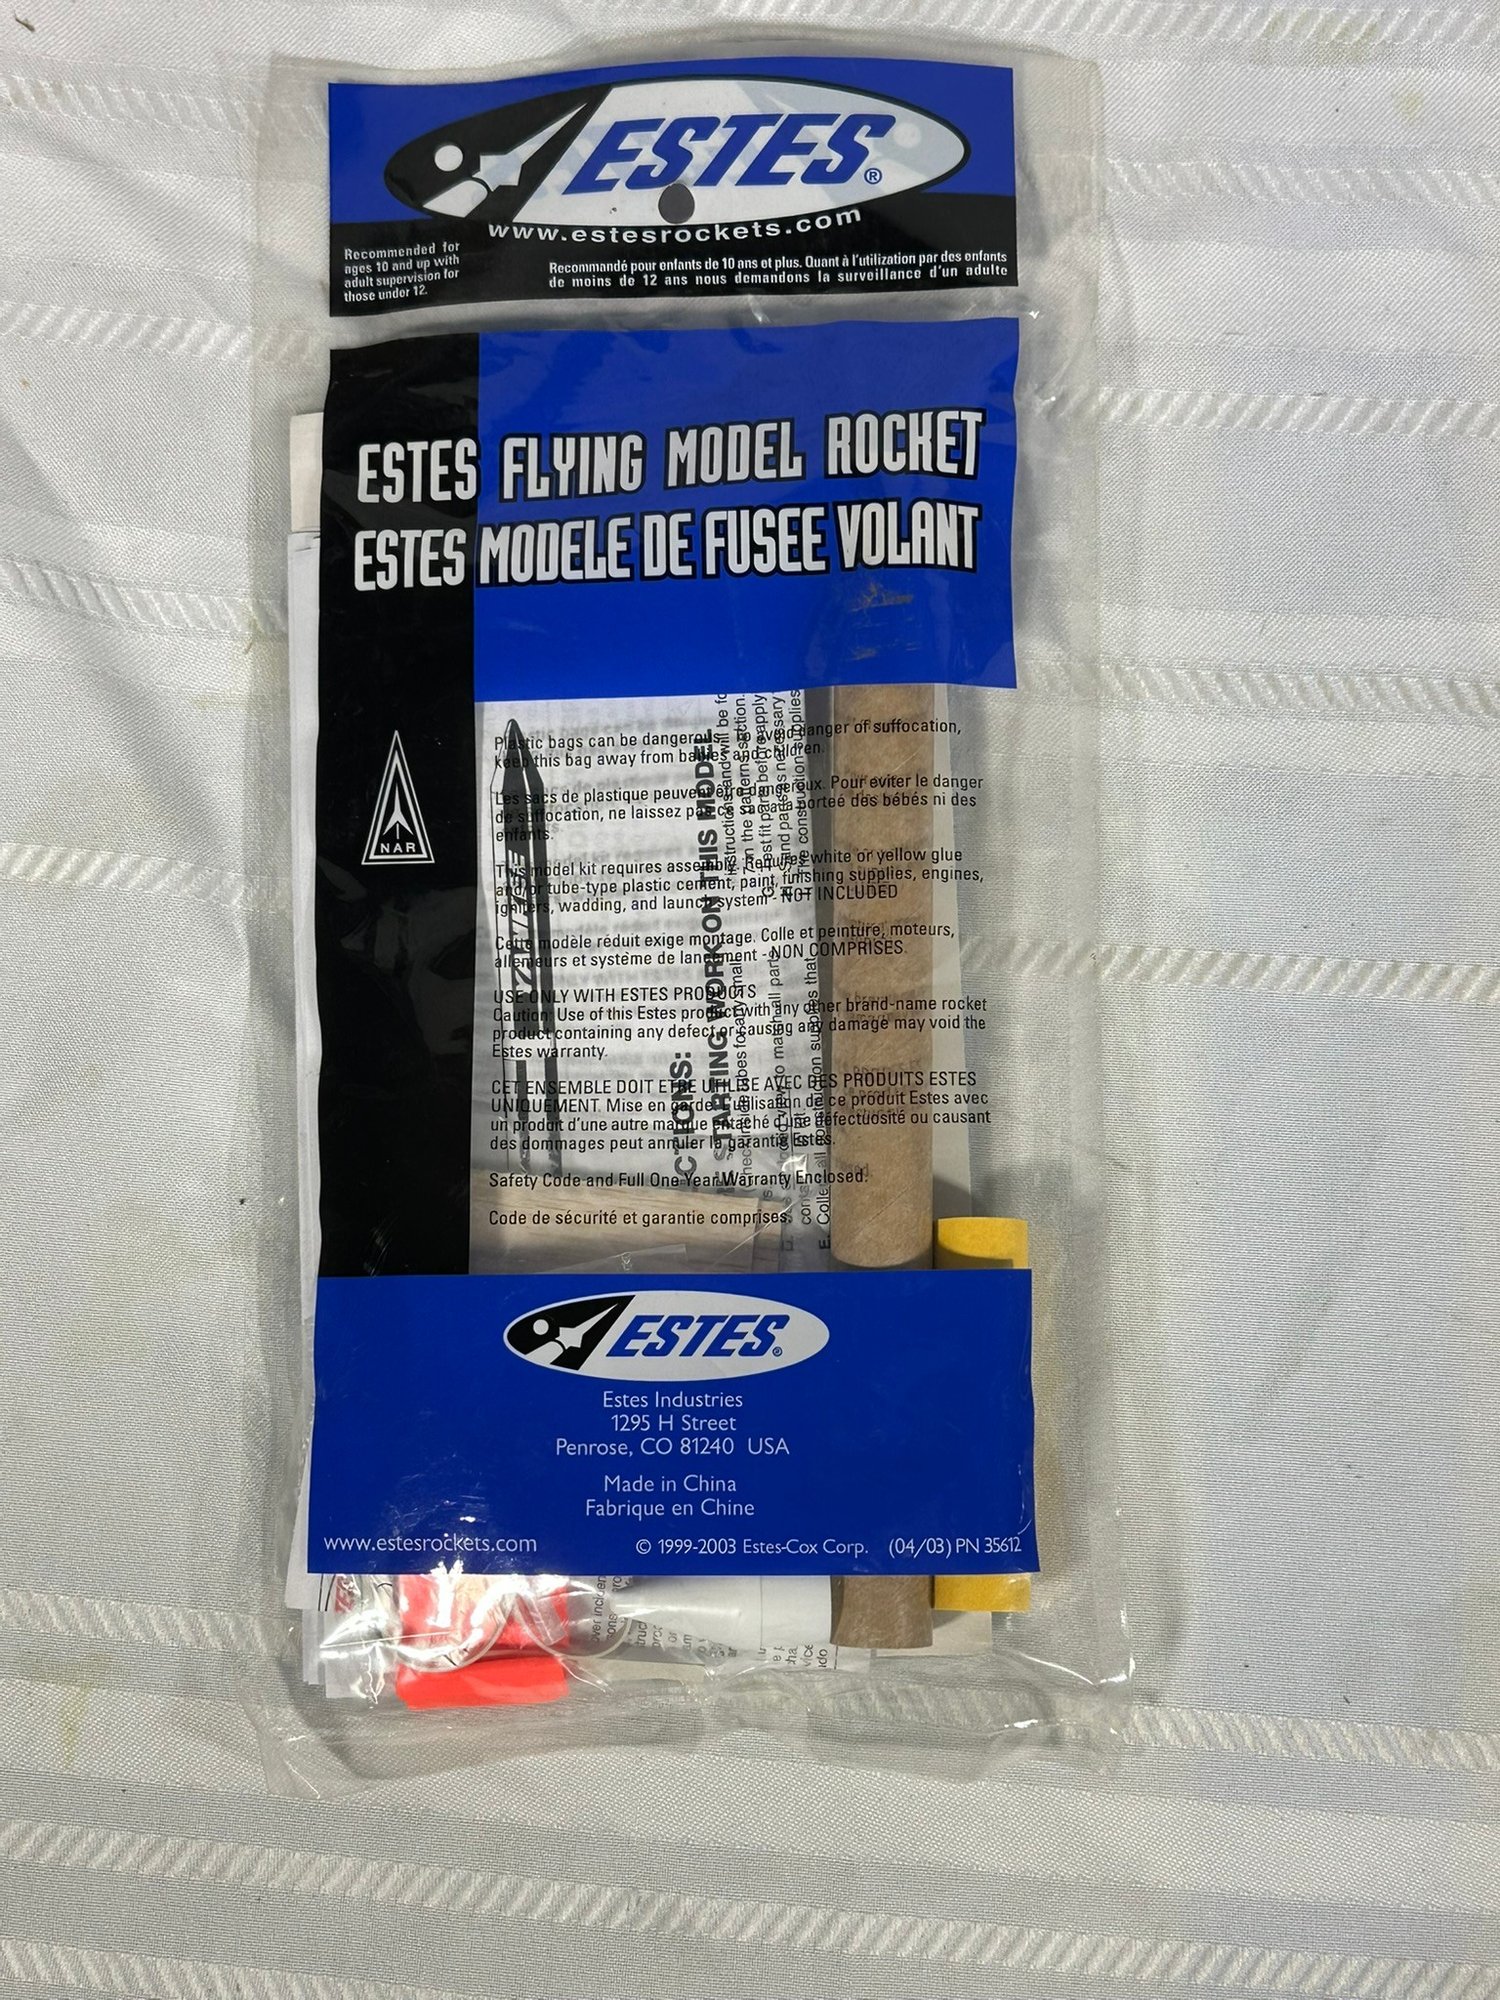 ESTES®
www.estesrockets.com
Recommended for
ages 10 and up with
adult supervision for
those under 12.
Recommandé pour enfants de 10 ans et plus. Quant à l'utilization par des enfants
de moins de 12 ans nous demandons la surveillance d'un adulte
ESTES FLYING MODEL ROCKET
ESTES MODELE DE FUSEE VOLANT
NAR
Plastic bags can be dangerous. To avoid danger of suffocation,
keep this bag away from babies and children.
Les sacs de plastique peuvent être dangeroux. Pour eviter le danger
de suffocation, ne laissez pas ce sac à la porteé des bébés ni des
enfants.
This model kit requires assembly. Requires white or yellow glue
and/or tube-type plastic cement, paint, finishing supplies, engines,
igniters, wadding, and launch system - NOT INCLUDED
Cette modèle réduit exige montage. Colle et peinture, moteurs,
allemeurs et système de lancement - NON COMPRISES.
USE ONLY WITH ESTES PRODUCTS
Caution: Use of this Estes product with any other brand-name rocket
product containing any defect or causing any damage may void the
Estes warranty.
CET ENSEMBLE DOIT ETRE UTILISE AVEC DES PRODUITS ESTES
UNIQUEMENT. Mise en garde: l'utilisation de ce produit Estes avec
un produit d'une autre marque entaché d'une défectuosité ou causant
des dommages peut annuler la garantie Estes.
Safety Code and Full One Year Warranty Enclosed.
Code de sécurité et garantie comprises.
STARTING WORK ON THIS MODEL
ESTES®
Estes Industries
1295 H Street
Penrose, CO 81240 USA
Made in China
Fabrique en Chine
www.estesrockets.com © 1999-2003 Estes-Cox Corp. (04/03) PN 35612